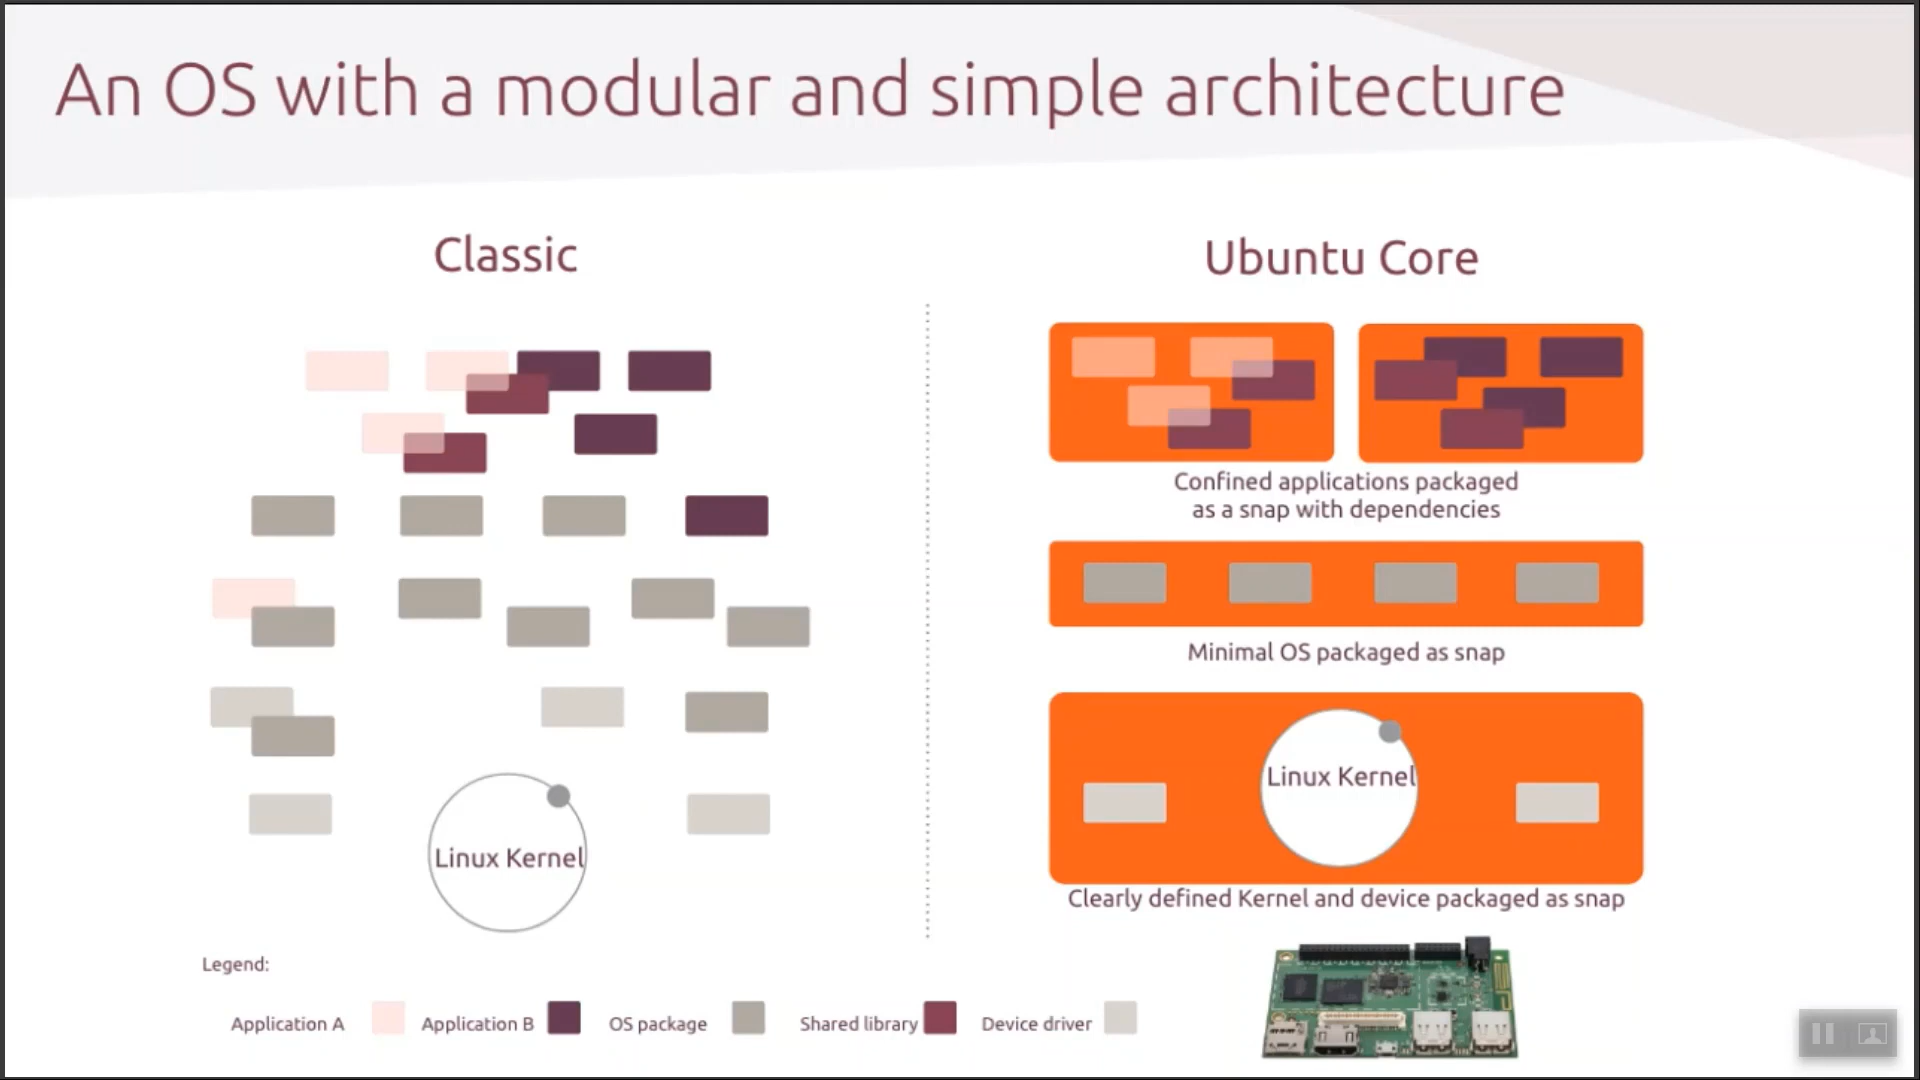 An OS with a modular and simple architecture
Classic
Linux Kernel
Ubuntu Core
Confined applications packaged
as a snap with dependencies
Minimal OS packaged as snap
Linux Kernel
Clearly defined Kernel and device packaged as snap
Legend:
Application A
Application B
OS package
Shared library
Device driver